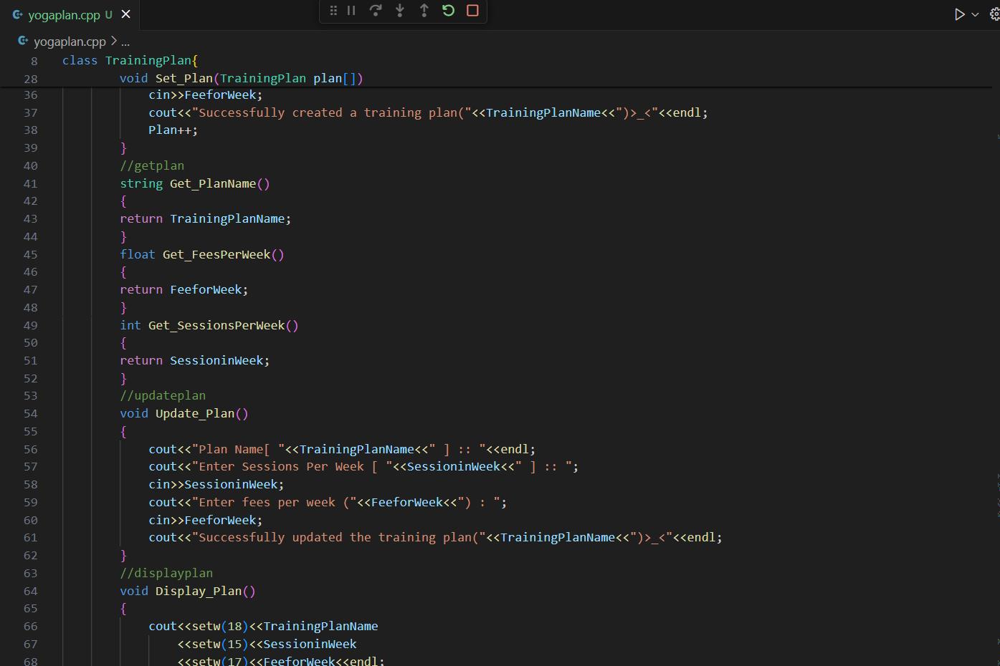 yogaplan.cpp U
yogaplan.cpp > ...
8 class TrainingPlan{
28 void Set_Plan(TrainingPlan plan[])
36 cin>>FeeforWeek;
37 cout<<"Successfully created a training plan("<<TrainingPlanName<<")>_<"<<endl;
38 Plan++;
39 }
40 //getplan
41 string Get_PlanName()
42 {
43 return TrainingPlanName;
44 }
45 float Get_FeesPerWeek()
46 {
47 return FeeforWeek;
48 }
49 int Get_SessionsPerWeek()
50 {
51 return SessioninWeek;
52 }
53 //updateplan
54 void Update_Plan()
55 {
56 cout<<"Plan Name[ "<<TrainingPlanName<<" ] :: "<<endl;
57 cout<<"Enter Sessions Per Week [ "<<SessioninWeek<<" ] :: ";
58 cin>>SessioninWeek;
59 cout<<"Enter fees per week ("<<FeeforWeek<<") : ";
60 cin>>FeeforWeek;
61 cout<<"Successfully updated the training plan("<<TrainingPlanName<<")>_<"<<endl;
62 }
63 //displayplan
64 void Display_Plan()
65 {
66 cout<<setw(18)<<TrainingPlanName
67 <<setw(15)<<SessioninWeek
68 <<setw(17)<<FeeforWeek<<endl;